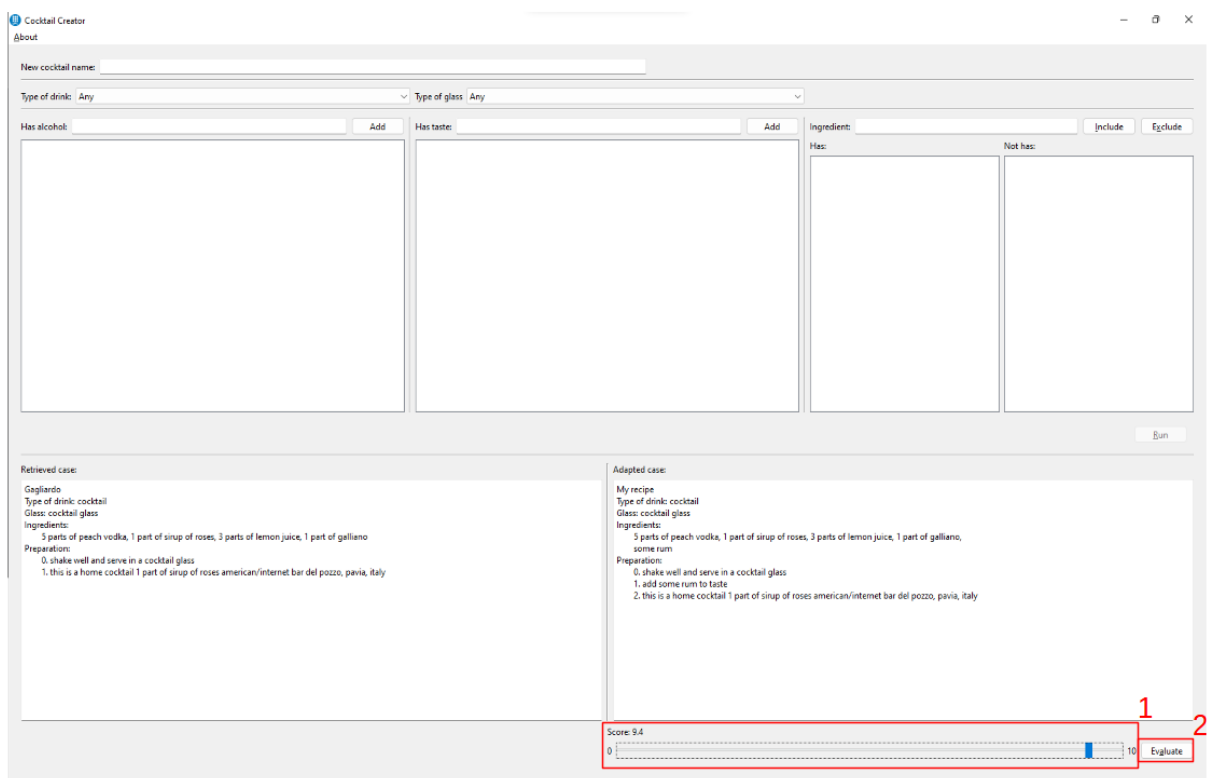 Cocktail Creator
About
New cocktail name:
Type of drink: Any Type of glass Any
Has alcohol: Add Has taste: Add Ingredient: Include Exclude
Has: Not has:
Run
Retrieved case:
Gagliardo
Type of drink: cocktail
Glass: cocktail glass
Ingredients:
5 parts of peach vodka, 1 part of sirup of roses, 3 parts of lemon juice, 1 part of galliano
Preparation:
0. shake well and serve in a cocktail glass
1. this is a home cocktail 1 part of sirup of roses american/internet bar del pozzo, pavia, italy
Adapted case:
My recipe
Type of drink: cocktail
Glass: cocktail glass
Ingredients:
5 parts of peach vodka, 1 part of sirup of roses, 3 parts of lemon juice, 1 part of galliano,
some rum
Preparation:
0. shake well and serve in a cocktail glass
1. add some rum to taste
2. this is a home cocktail 1 part of sirup of roses american/internet bar del pozzo, pavia, italy
1
2
Score: 9.4
0 10 Evaluate